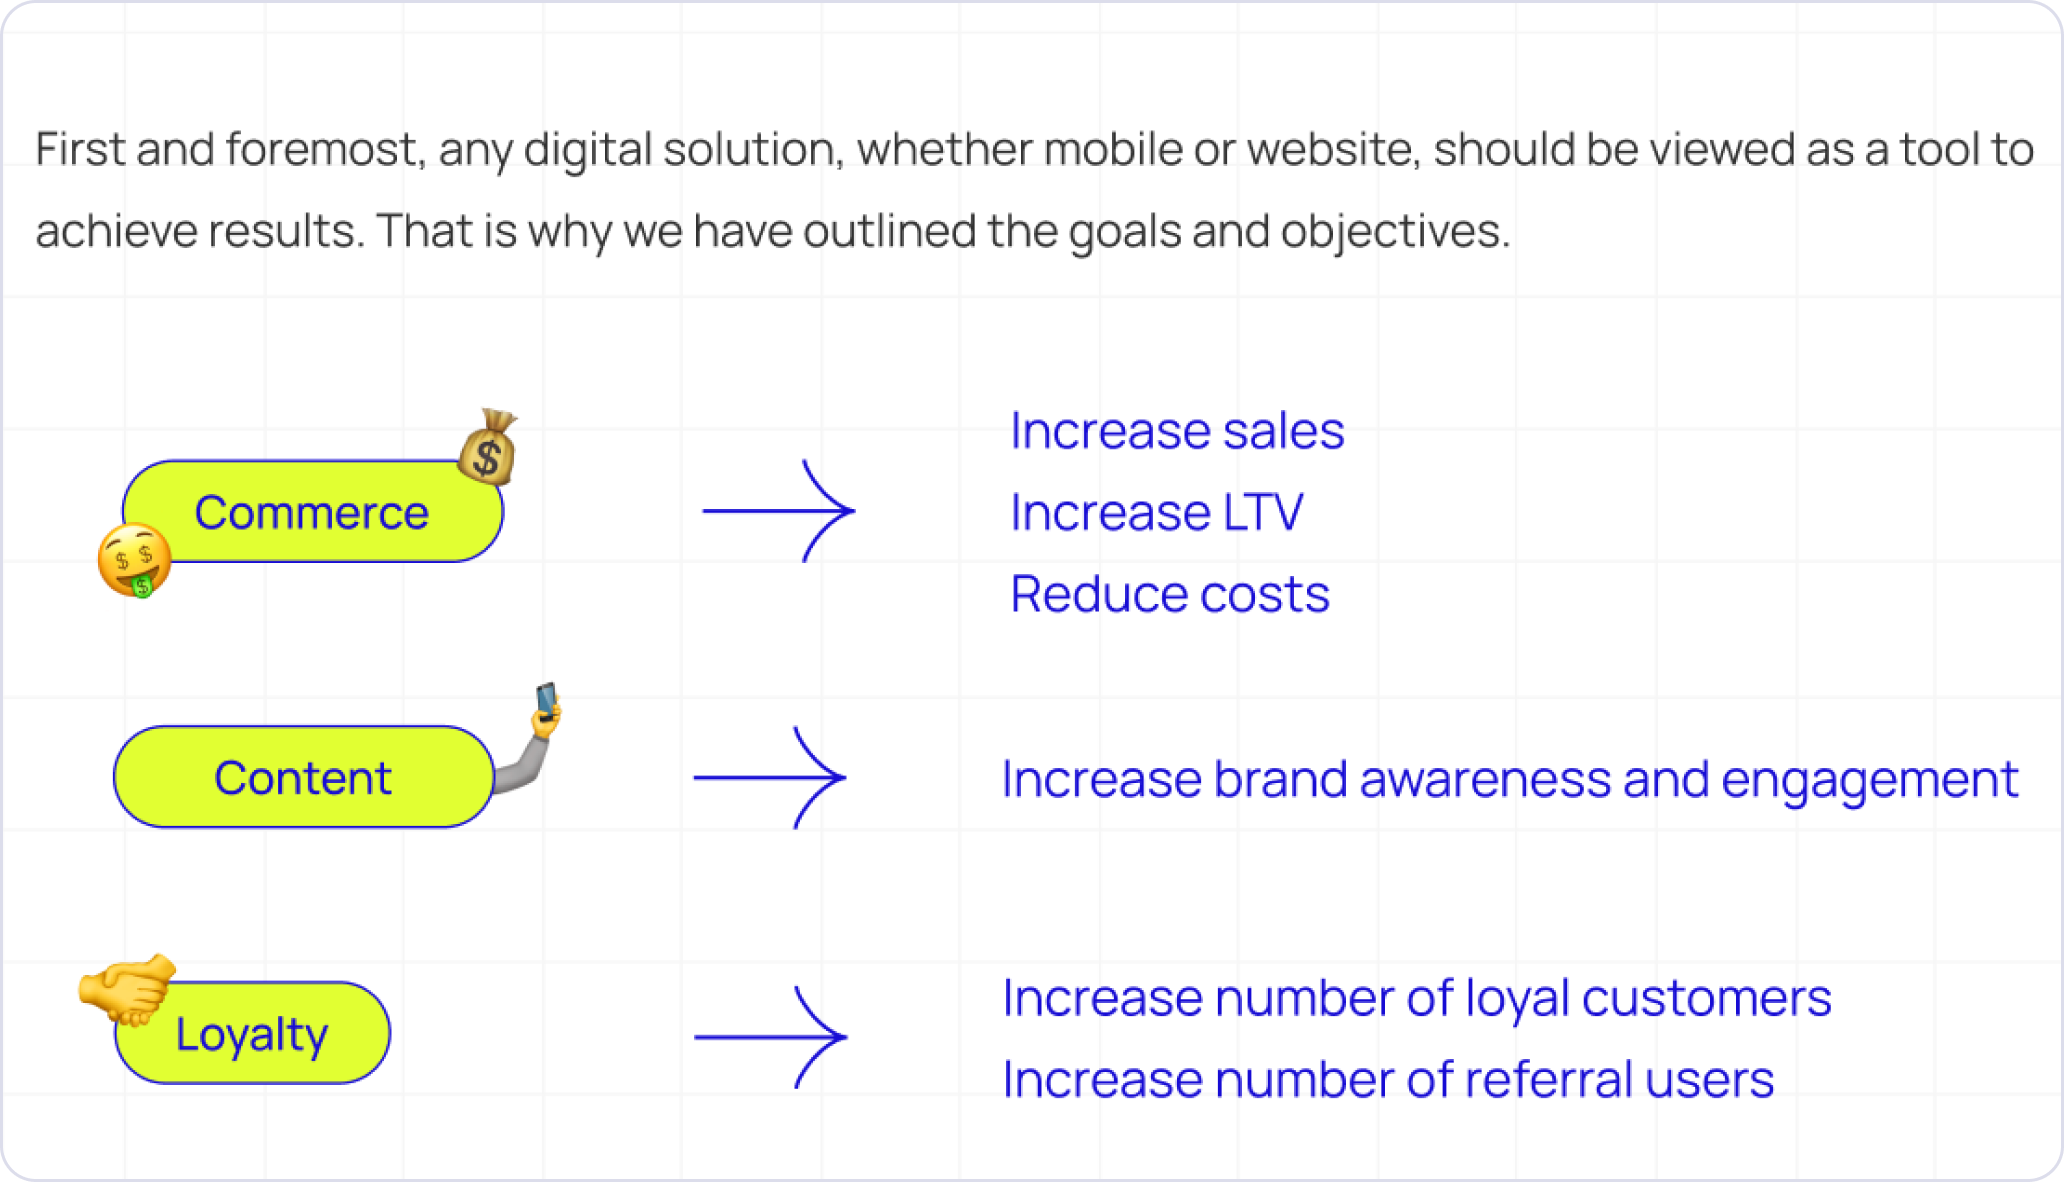 First and foremost, any digital solution, whether mobile or website, should be viewed as a tool to
achieve results. That is why we have outlined the goals and objectives.
Commerce
Increase sales
Increase LTV
Reduce costs
Content
Increase brand awareness and engagement
Loyalty
Increase number of loyal customers
Increase number of referral users